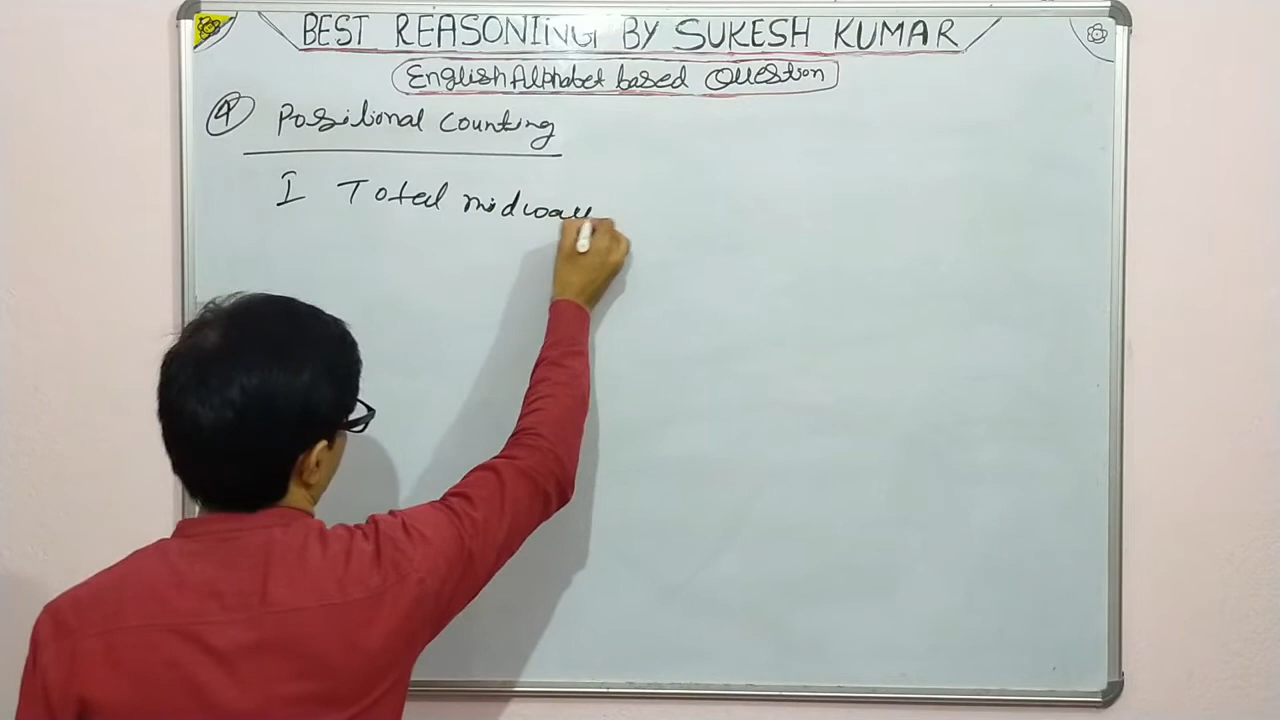 BEST REASONING BY SUKESH KUMAR
English Alphabet based Question
④ Positional Counting
I Total midway